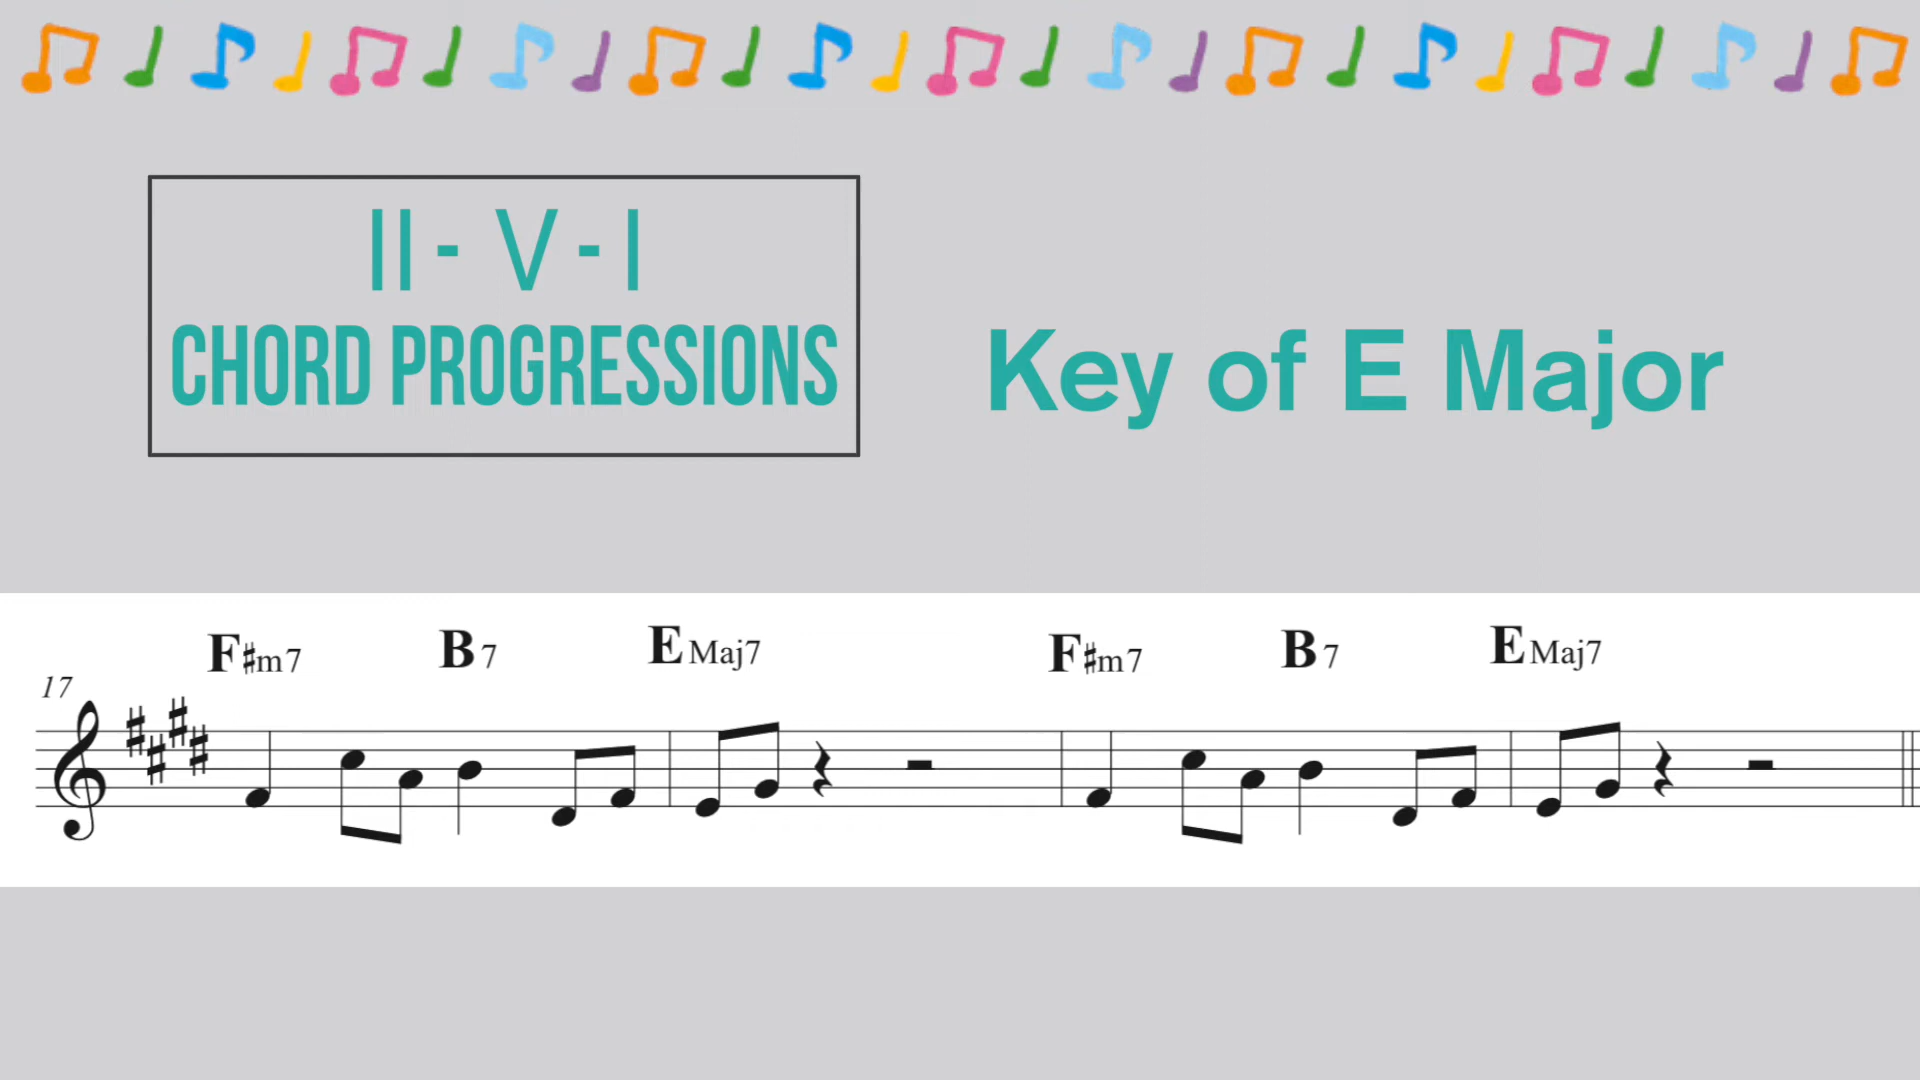 II - V - I
CHORD PROGRESSIONS
Key of E Major
F♯m7 B7 EMaj7 F♯m7 B7 EMaj7
17